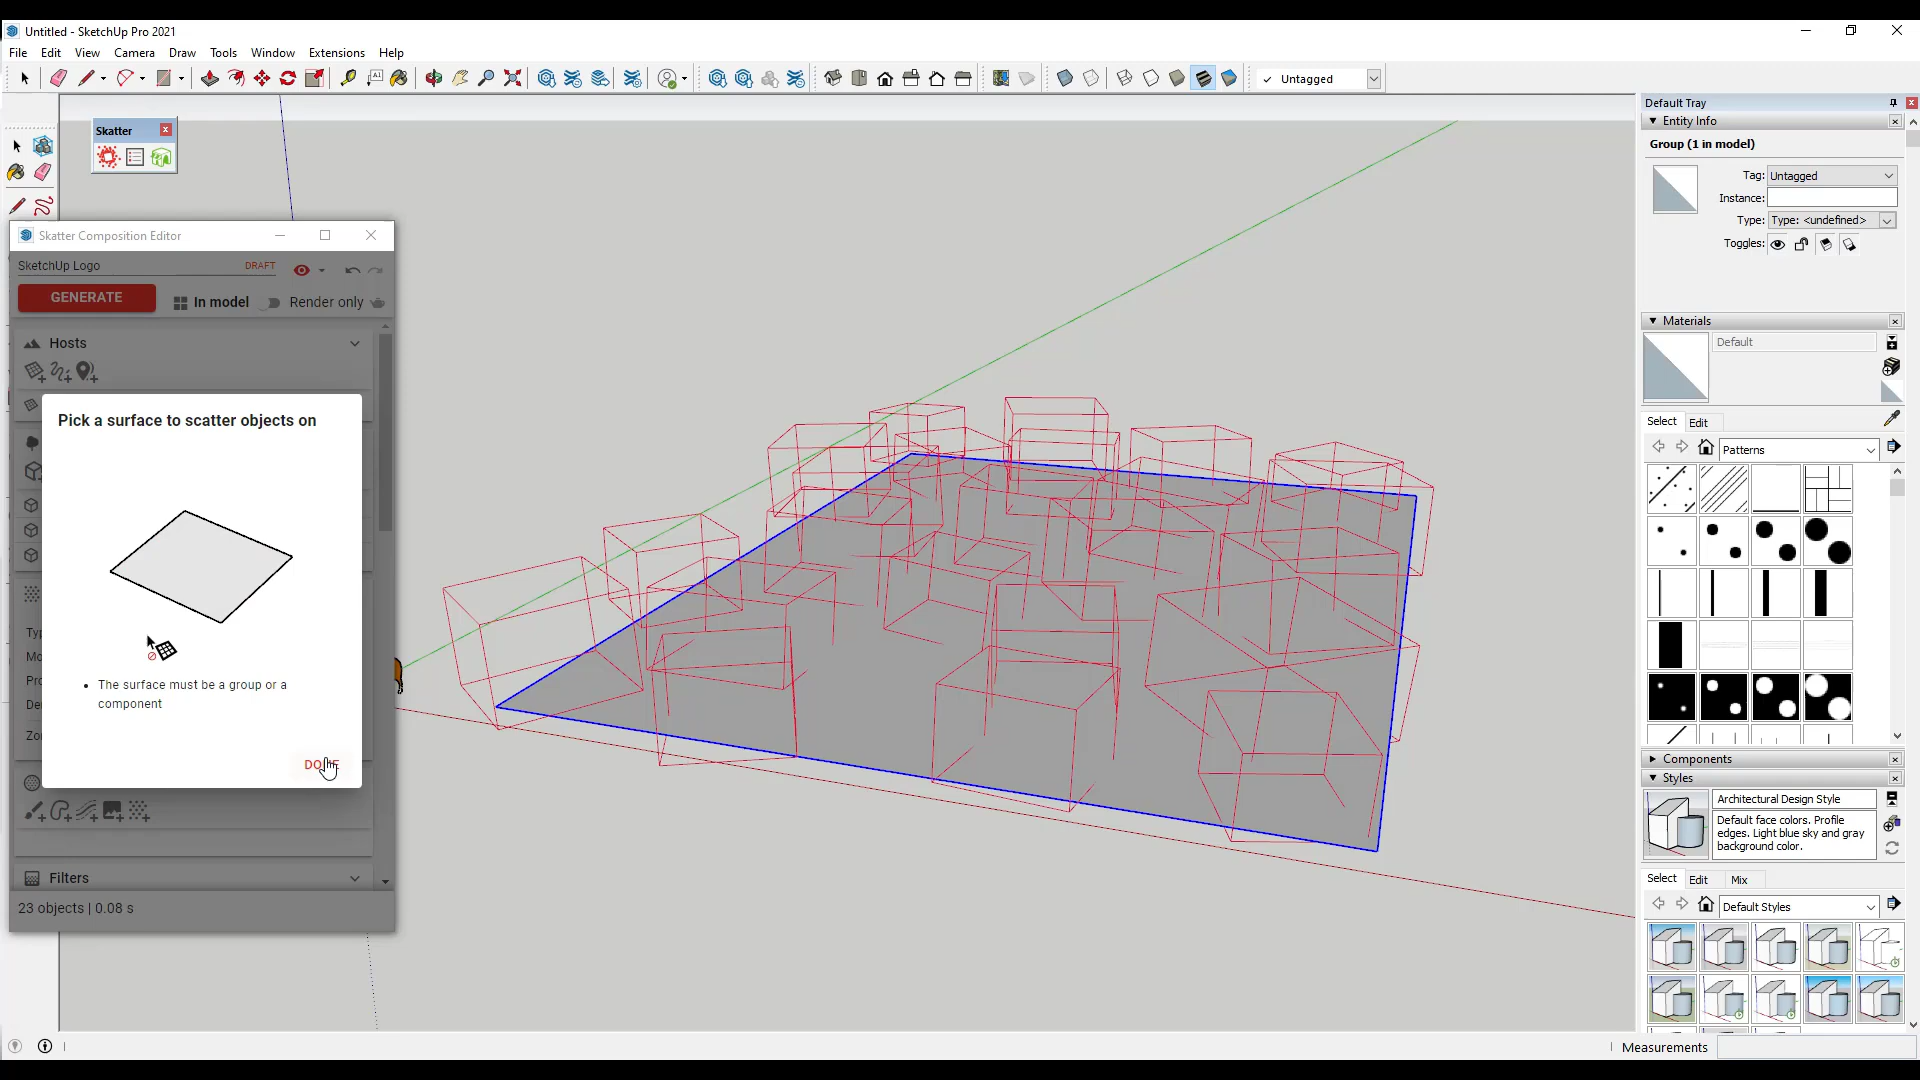 Untitled - SketchUp Pro 2021
File Edit View Camera Draw Tools Window Extensions Help
Untagged
Skatter
Skatter Composition Editor
SketchUp Logo DRAFT
GENERATE In model Render only
Hosts
Pick a surface to scatter objects on
The surface must be a group or a
component
Filters
23 objects | 0.08 s
Default Tray
Entity Info
Group (1 in model)
Tag: Untagged
Instance:
Type: Type: <undefined>
Toggles:
Materials
Default
Select Edit
Patterns
Components
Styles
Architectural Design Style
Default face colors. Profile
edges. Light blue sky and gray
background color.
Select Edit Mix
Default Styles
Measurements